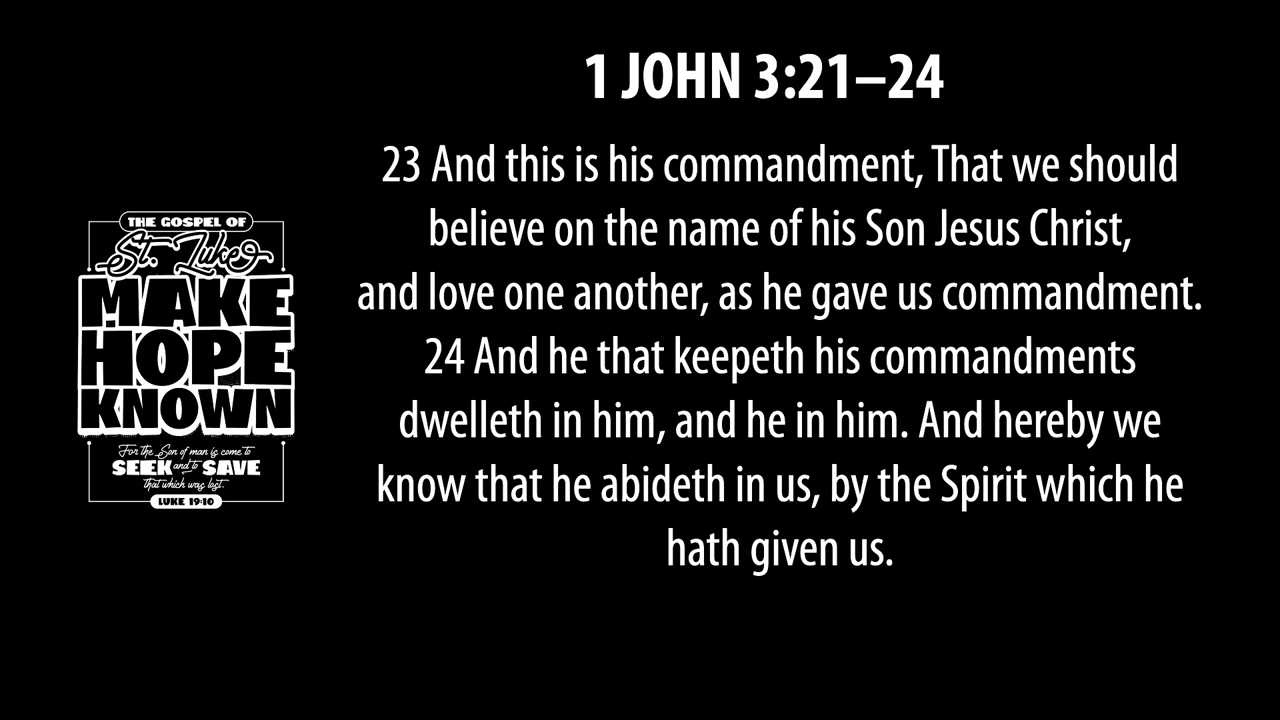 1 JOHN 3:21–24
23 And this is his commandment, That we should
believe on the name of his Son Jesus Christ,
and love one another, as he gave us commandment.
24 And he that keepeth his commandments
dwelleth in him, and he in him. And hereby we
know that he abideth in us, by the Spirit which he
hath given us.
THE GOSPEL OF
St. Luke
MAKE
HOPE
KNOWN
For the Son of man is come to
SEEK and to SAVE
that which was lost.
LUKE 19:10